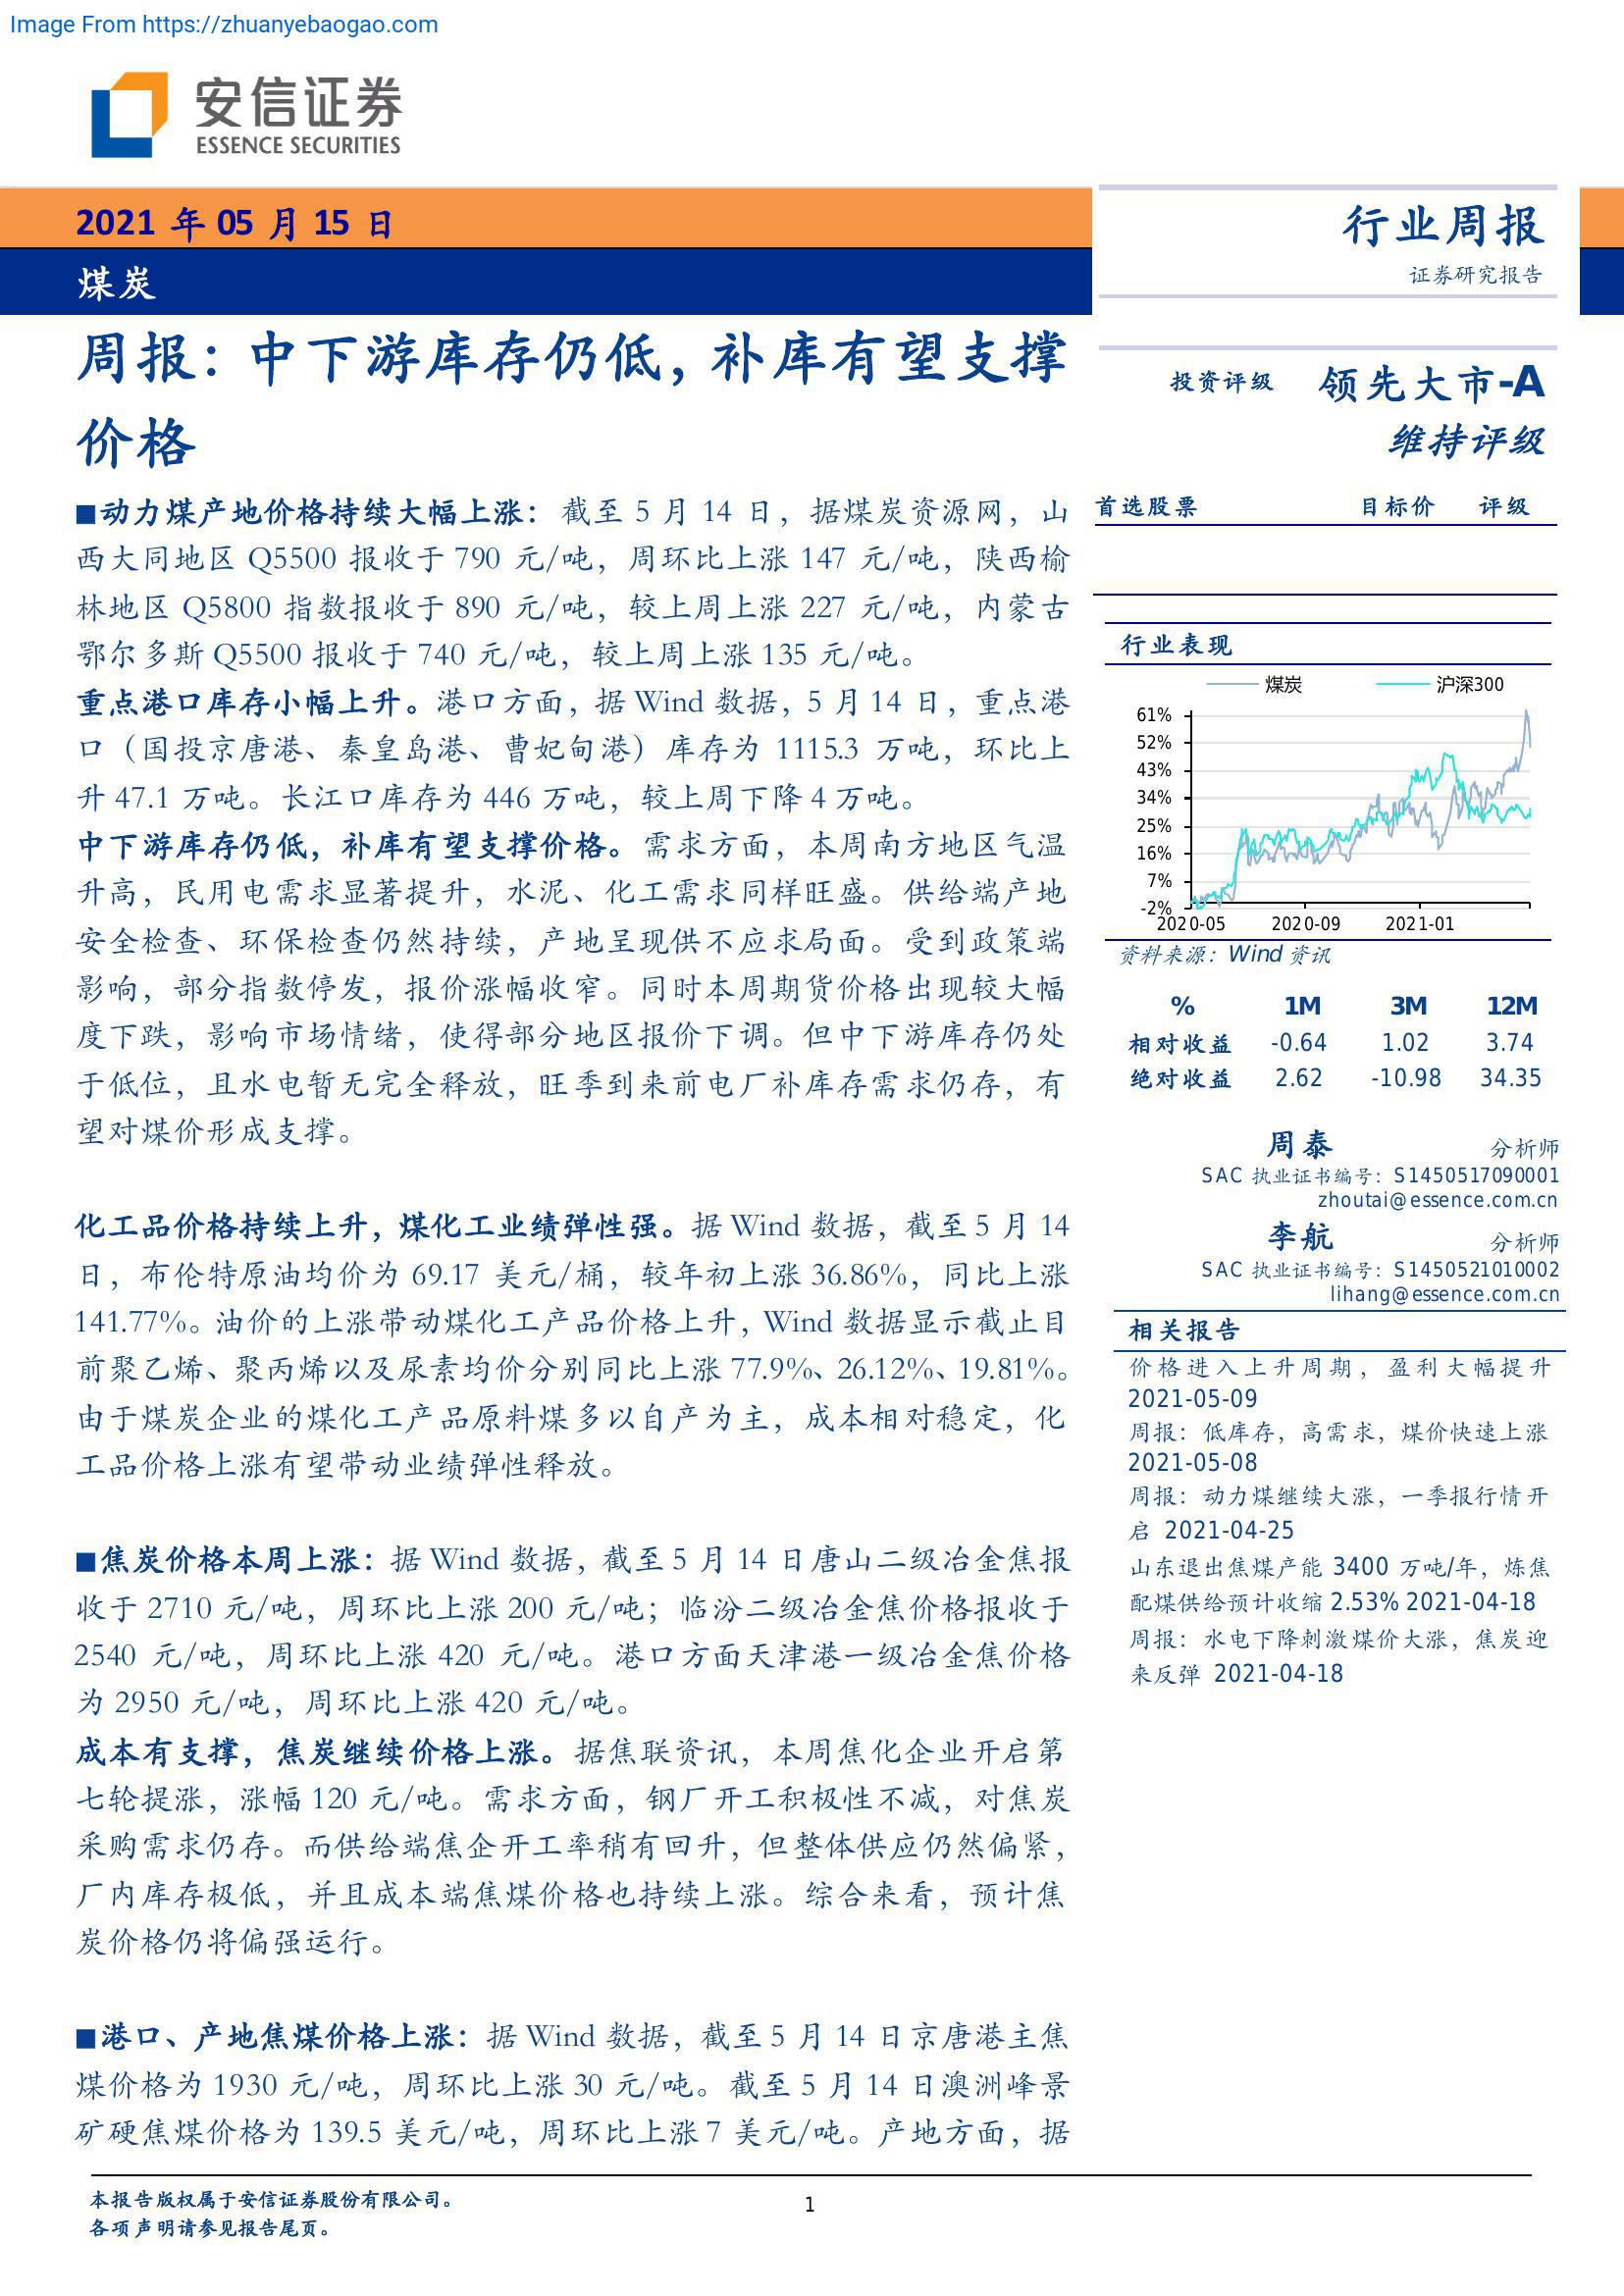 Image From https://zhuanyebaogao.com
安信证券
ESSENCE SECURITIES
2021 年 05 月 15 日
煤炭
行业周报
证券研究报告
周报：中下游库存仍低，补库有望支撑
价格
■动力煤产地价格持续大幅上涨：截至 5 月 14 日，据煤炭资源网，山
西大同地区 Q5500 报收于 790 元/吨，周环比上涨 147 元/吨，陕西榆
林地区 Q5800 指数报收于 890 元/吨，较上周上涨 227 元/吨，内蒙古
鄂尔多斯 Q5500 报收于 740 元/吨，较上周上涨 135 元/吨。
重点港口库存小幅上升。港口方面，据 Wind 数据，5 月 14 日，重点港
口（国投京唐港、秦皇岛港、曹妃甸港）库存为 1115.3 万吨，环比上
升 47.1 万吨。长江口库存为 446 万吨，较上周下降 4 万吨。
中下游库存仍低，补库有望支撑价格。需求方面，本周南方地区气温
升高，民用电需求显著提升，水泥、化工需求同样旺盛。供给端产地
安全检查、环保检查仍然持续，产地呈现供不应求局面。受到政策端
影响，部分指数停发，报价涨幅收窄。同时本周期货价格出现较大幅
度下跌，影响市场情绪，使得部分地区报价下调。但中下游库存仍处
于低位，且水电暂无完全释放，旺季到来前电厂补库存需求仍存，有
望对煤价形成支撑。
化工品价格持续上升，煤化工业绩弹性强。据 Wind 数据，截至 5 月 14
日，布伦特原油均价为 69.17 美元/桶，较年初上涨 36.86%，同比上涨
141.77%。油价的上涨带动煤化工产品价格上升，Wind 数据显示截止目
前聚乙烯、聚丙烯以及尿素均价分别同比上涨 77.9%、26.12%、19.81%。
由于煤炭企业的煤化工产品原料煤多以自产为主，成本相对稳定，化
工品价格上涨有望带动业绩弹性释放。
■焦炭价格本周上涨：据 Wind 数据，截至 5 月 14 日唐山二级冶金焦报
收于 2710 元/吨，周环比上涨 200 元/吨；临汾二级冶金焦价格报收于
2540 元/吨，周环比上涨 420 元/吨。港口方面天津港一级冶金焦价格
为 2950 元/吨，周环比上涨 420 元/吨。
成本有支撑，焦炭继续价格上涨。据焦联资讯，本周焦化企业开启第
七轮提涨，涨幅 120 元/吨。需求方面，钢厂开工积极性不减，对焦炭
采购需求仍存。而供给端焦企开工率稍有回升，但整体供应仍然偏紧，
厂内库存极低，并且成本端焦煤价格也持续上涨。综合来看，预计焦
炭价格仍将偏强运行。
■港口、产地焦煤价格上涨：据 Wind 数据，截至 5 月 14 日京唐港主焦
煤价格为 1930 元/吨，周环比上涨 30 元/吨。截至 5 月 14 日澳洲峰景
矿硬焦煤价格为 139.5 美元/吨，周环比上涨 7 美元/吨。产地方面，据
投资评级 领先大市-A
维持评级
首选股票 目标价 评级
行业表现
煤炭 沪深300
61%
52%
43%
34%
25%
16%
7%
-2%
2020-05 2020-09 2021-01
资料来源：Wind 资讯
% 1M 3M 12M
相对收益 -0.64 1.02 3.74
绝对收益 2.62 -10.98 34.35
周泰 分析师
SAC 执业证书编号：S1450517090001
zhoutai@essence.com.cn
李航 分析师
SAC 执业证书编号：S1450521010002
lihang@essence.com.cn
相关报告
价格进入上升周期，盈利大幅提升
2021-05-09
周报：低库存，高需求，煤价快速上涨
2021-05-08
周报：动力煤继续大涨，一季报行情开
启 2021-04-25
山东退出焦煤产能 3400 万吨/年，炼焦
配煤供给预计收缩 2.53% 2021-04-18
周报：水电下降刺激煤价大涨，焦炭迎
来反弹 2021-04-18
本报告版权属于安信证券股份有限公司。
各项声明请参见报告尾页。
1